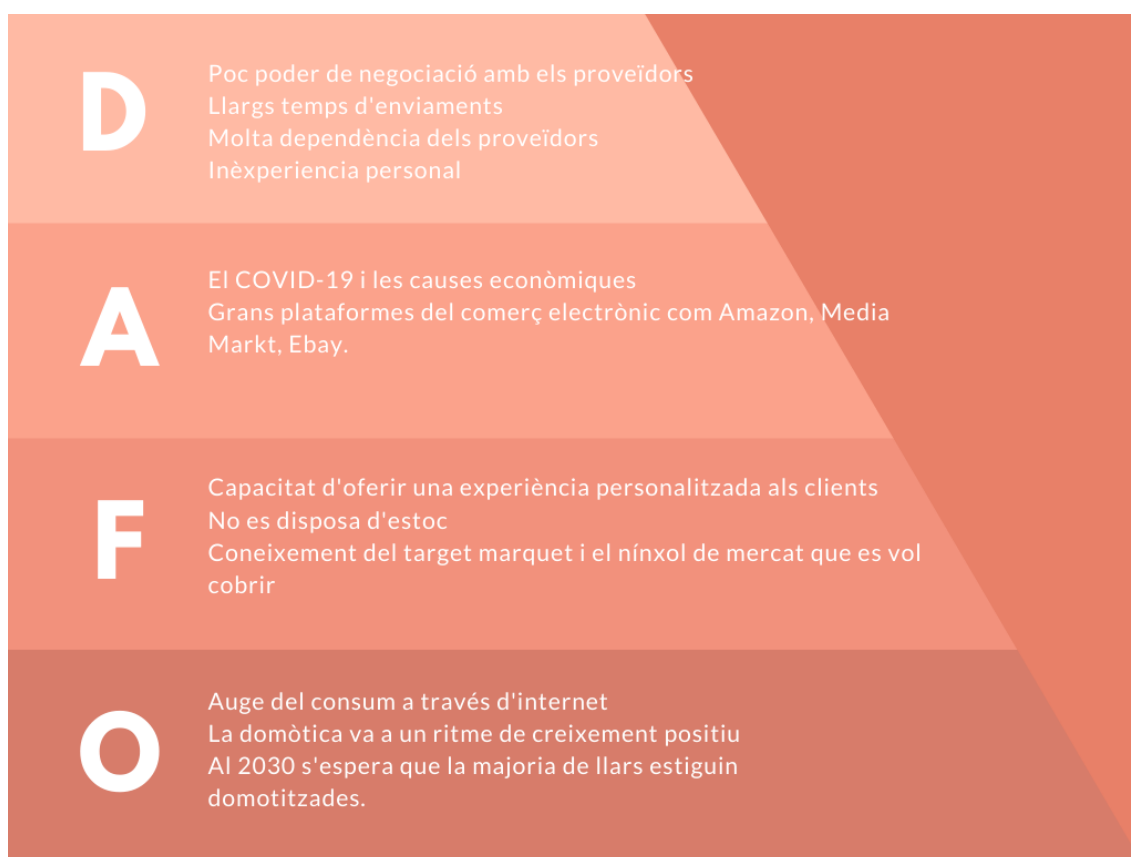 D
Poc poder de negociació amb els proveïdors
Llargs temps d'enviaments
Molta dependència dels proveïdors
Inèxperiencia personal
A
El COVID-19 i les causes econòmiques
Grans plataformes del comerç electrònic com Amazon, Media
Markt, Ebay.
F
Capacitat d'oferir una experiència personalitzada als clients
No es disposa d'estoc
Coneixement del target marquet i el nínxol de mercat que es vol
cobrir
O
Auge del consum a través d'internet
La domòtica va a un ritme de creixement positiu
Al 2030 s'espera que la majoria de llars estiguin
domotitzades.